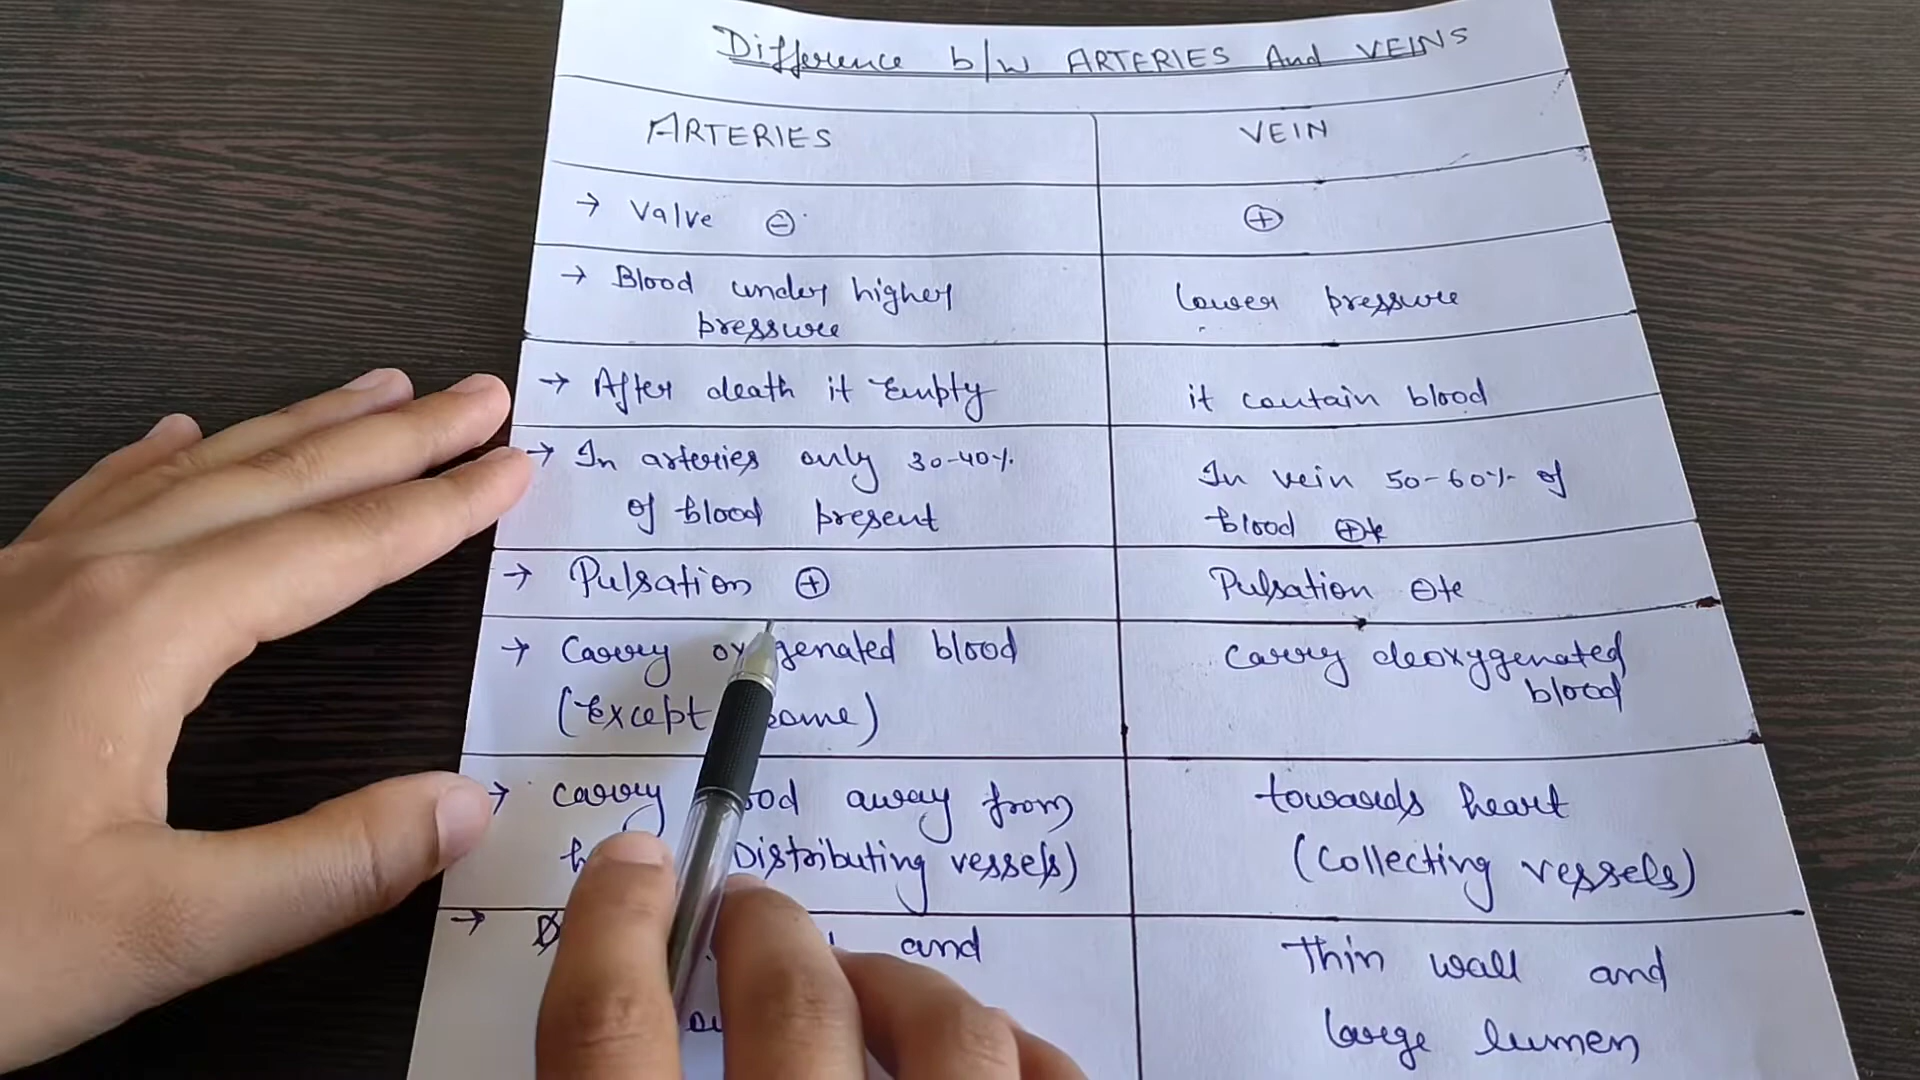 Difference b/w ARTERIES And VEINS
ARTERIES
VEIN
→ Valve ⊖
⊕
→ Blood under higher
pressure
lower pressure
→ After death it Empty
it contain blood
→ In arteries only 30-40%
of blood present
In vein 50-60% of
blood ⊕te
→ Pulsation ⊕
Pulsation ⊖te
→ Carry oxygenated blood
(Except some)
carry deoxygenated
blood
→ carry away from
Distributing vessels)
towards heart
(Collecting vessels)
→ and
Thin wall and
large lumen